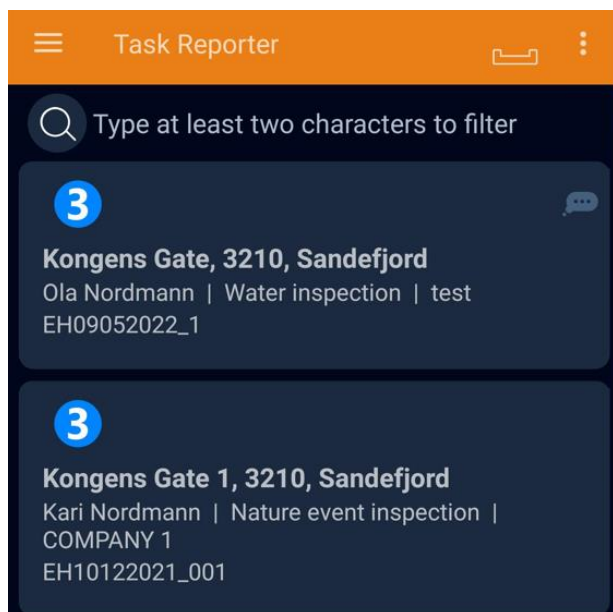 Task Reporter
Type at least two characters to filter
3
Kongens Gate, 3210, Sandefjord
Ola Nordmann | Water inspection | test
EH09052022_1
3
Kongens Gate 1, 3210, Sandefjord
Kari Nordmann | Nature event inspection |
COMPANY 1
EH10122021_001